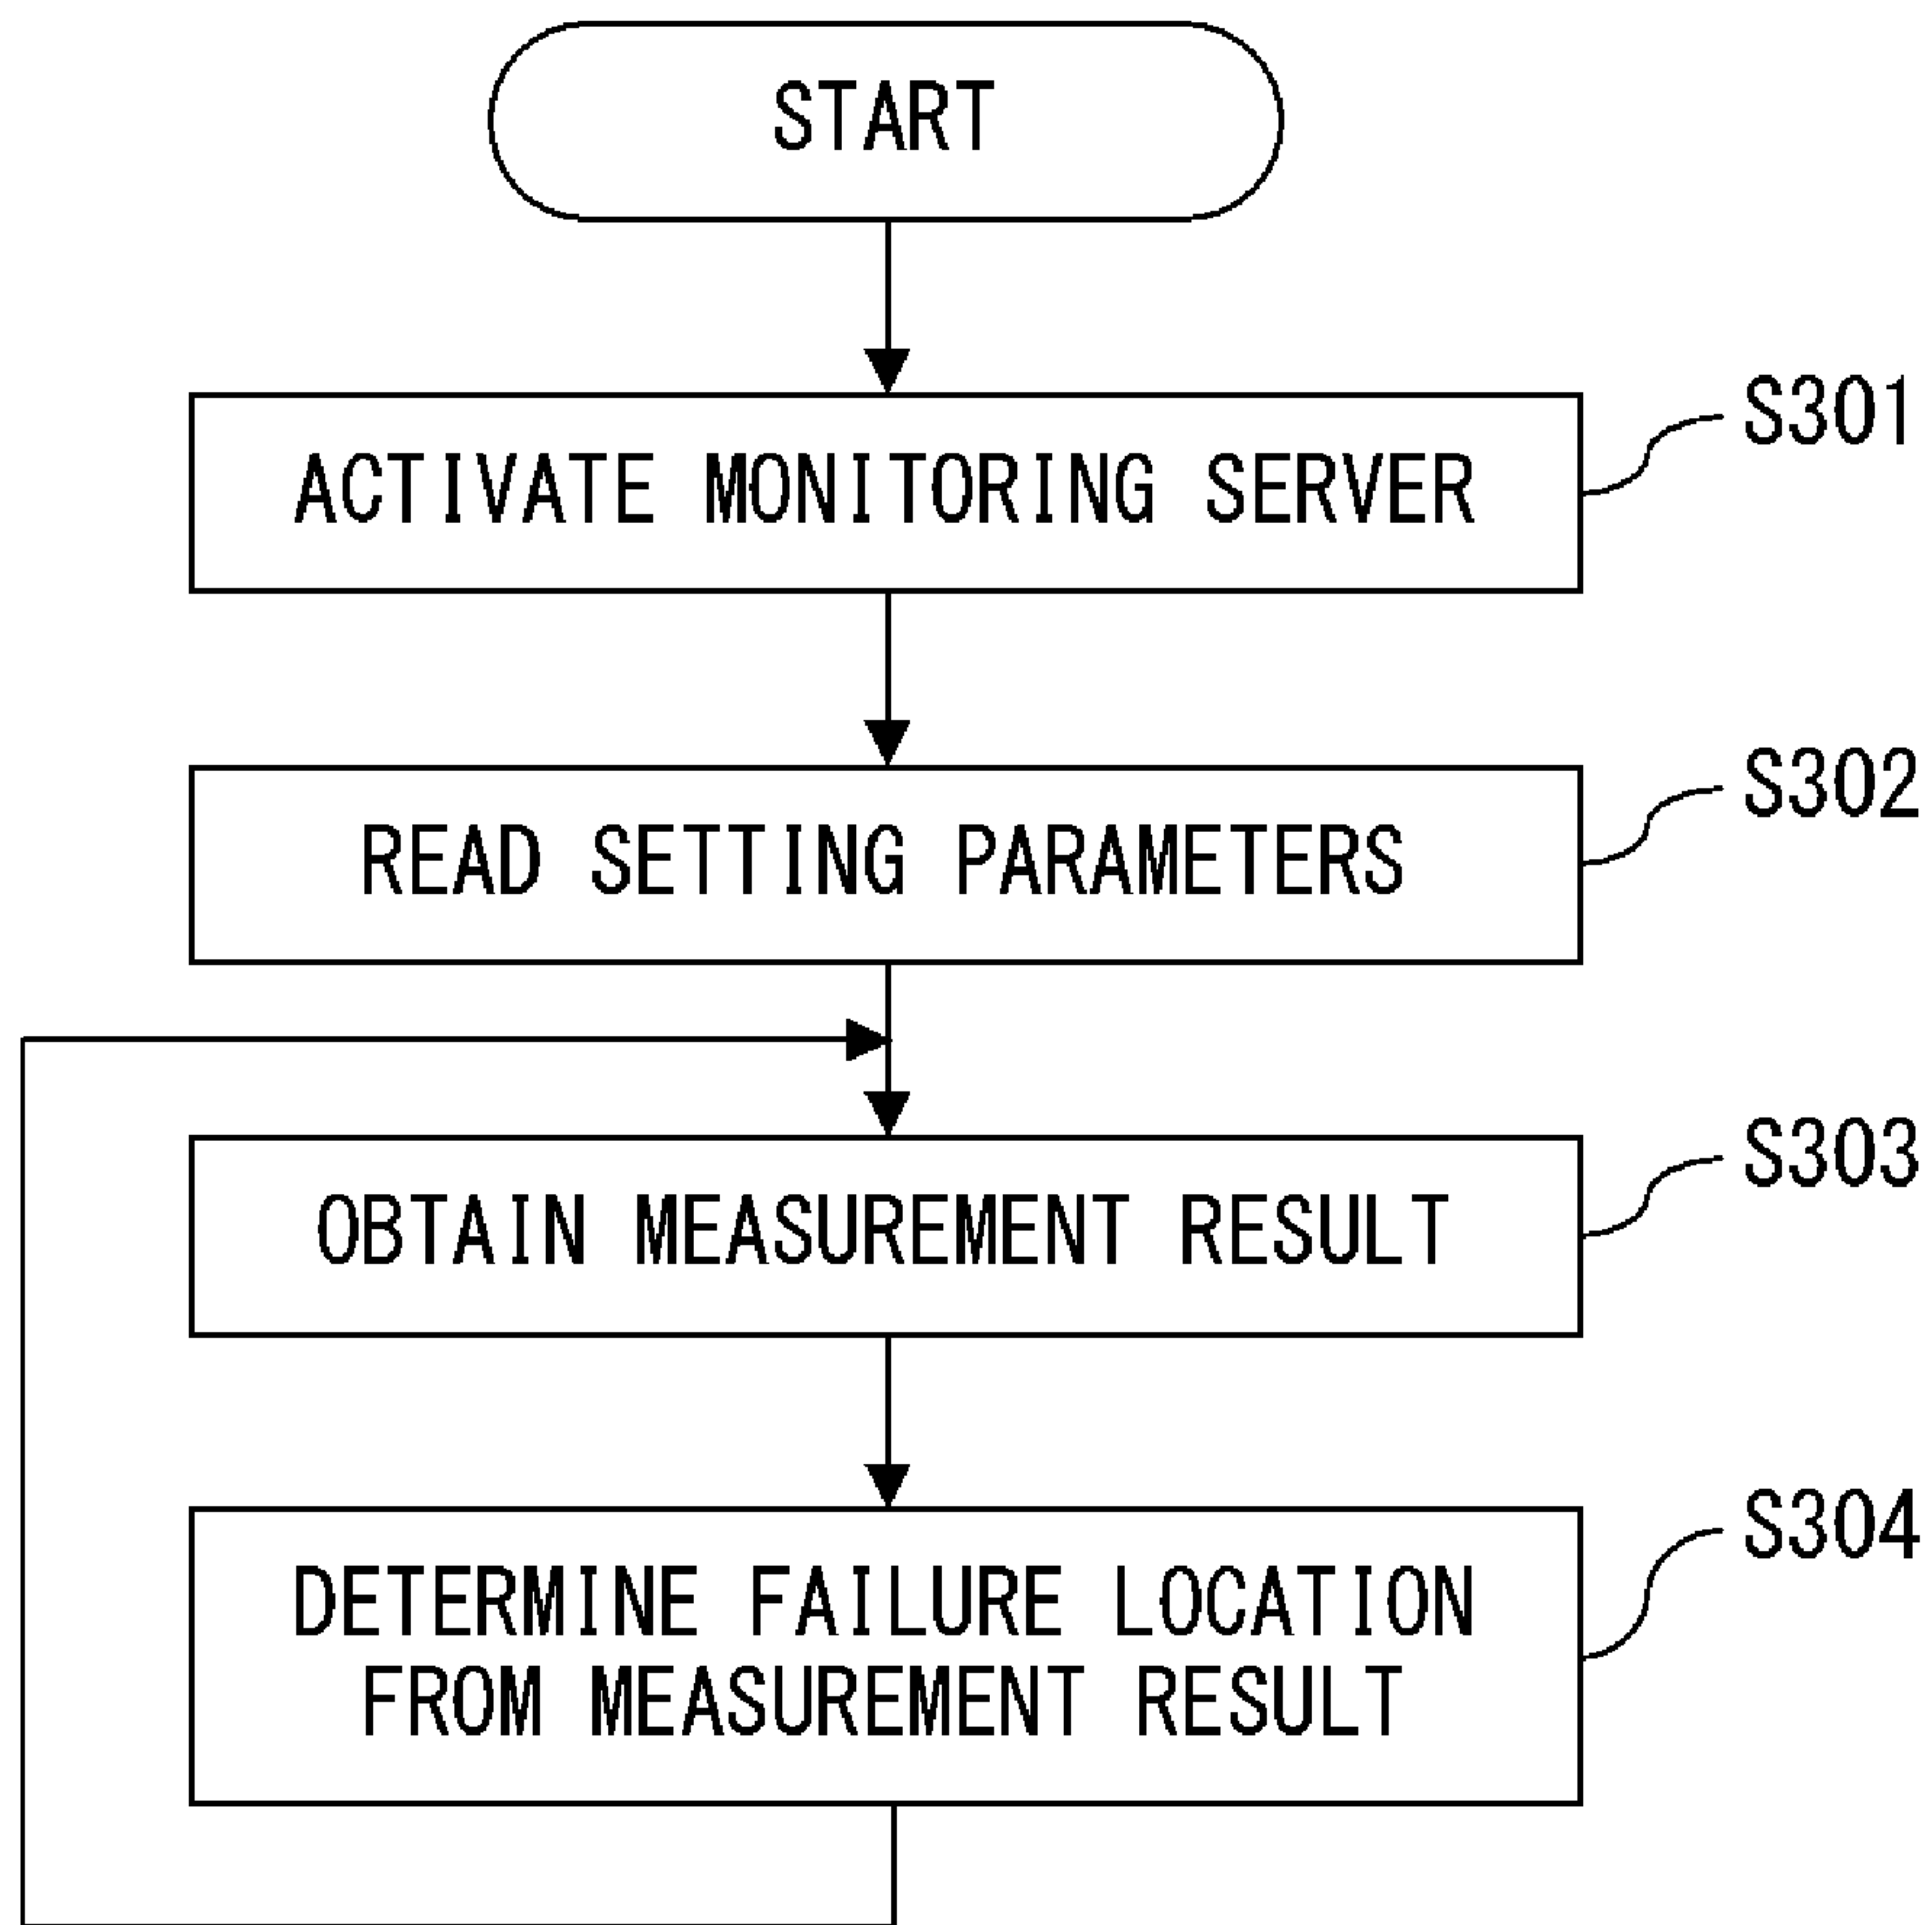 START
ACTIVATE MONITORING SERVER
S301
READ SETTING PARAMETERS
S302
OBTAIN MEASUREMENT RESULT
S303
DETERMINE FAILURE LOCATION
FROM MEASUREMENT RESULT
S304